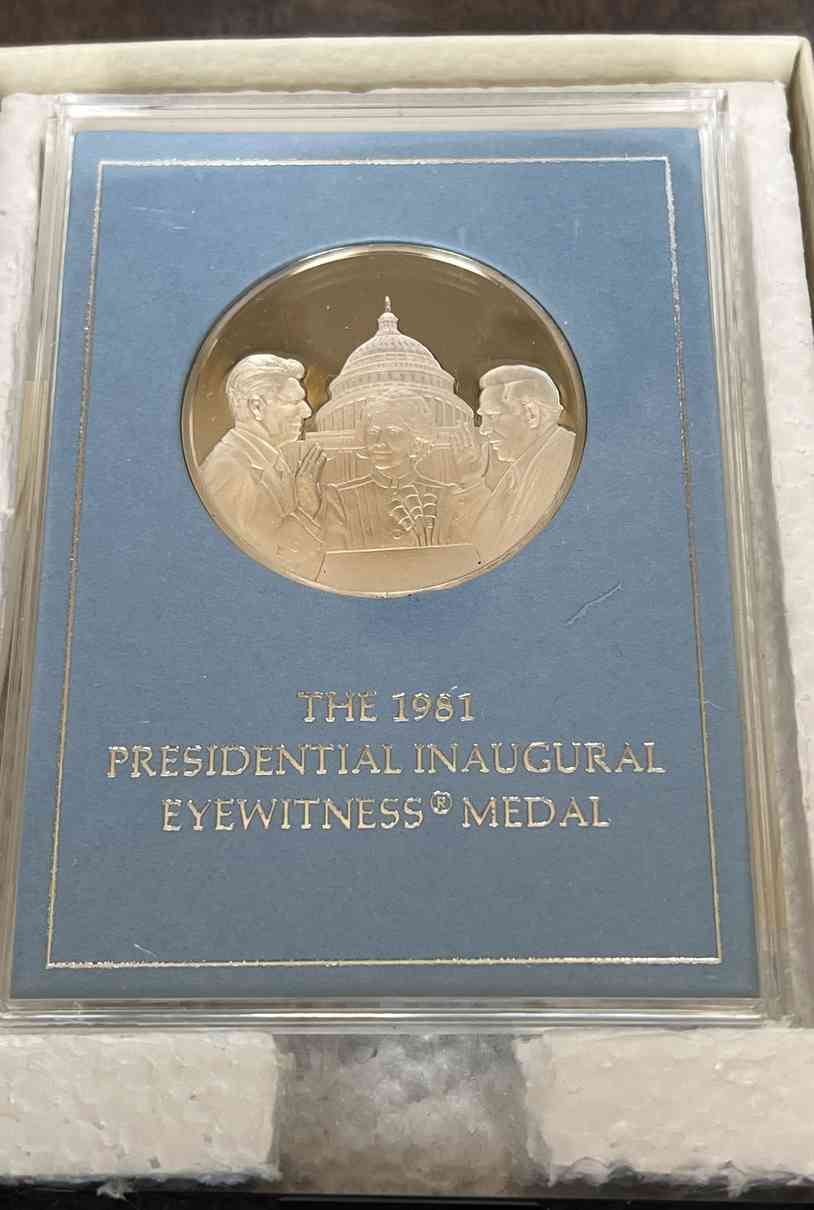 THE 1981
PRESIDENTIAL INAUGURAL
EYEWITNESS® MEDAL